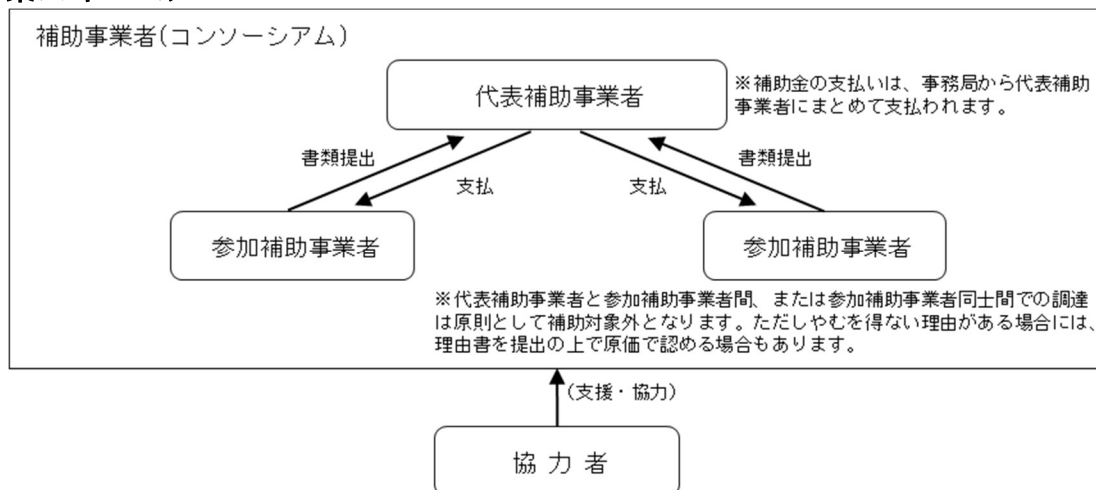 補助事業者(コンソーシアム)
代表補助事業者
※補助金の支払いは、事務局から代表補助
事業者にまとめて支払われます。
書類提出
支払
支払
書類提出
参加補助事業者
参加補助事業者
※代表補助事業者と参加補助事業者間、または参加補助事業者同士間での調達
は原則として補助対象外となります。ただしやむを得ない理由がある場合には、
理由書を提出の上で原価で認める場合もあります。
(支援・協力)
協 力 者